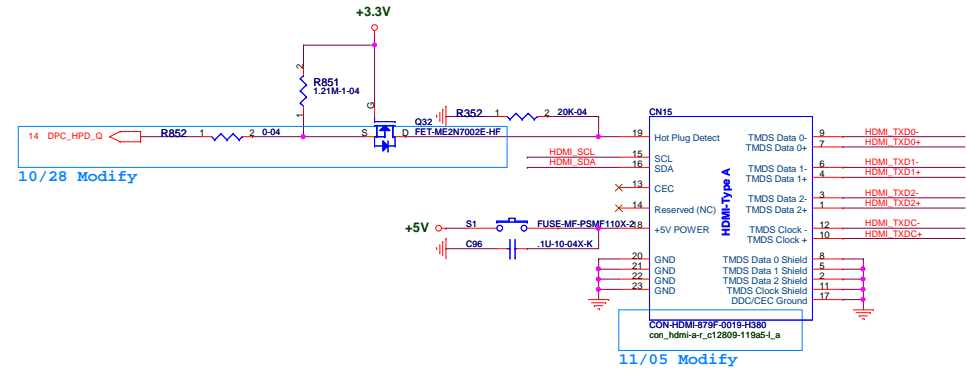 +3.3V
2
R851
1.21M-1-04
1
G
Q32
R352 1 2 20K-04
CN15
14 DPC_HPD_Q R852 1 2 0-04 S D FET-ME2N7002E-HF
10/28 Modify
19 Hot Plug Detect
HDMI_SCL 15 SCL
HDMI_SDA 16 SDA
13 CEC
14 Reserved (NC)
+5V S1 FUSE-MF-PSMF110X-2 18 +5V POWER
C96 .1U-10-04X-K
20 GND
21 GND
22 GND
23 GND
HDMI-Type A
TMDS Data 0- 9 HDMI_TXD0-
TMDS Data 0+ 7 HDMI_TXD0+
TMDS Data 1- 6 HDMI_TXD1-
TMDS Data 1+ 4 HDMI_TXD1+
TMDS Data 2- 3 HDMI_TXD2-
TMDS Data 2+ 1 HDMI_TXD2+
TMDS Clock - 12 HDMI_TXDC-
TMDS Clock + 10 HDMI_TXDC+
TMDS Data 0 Shield 8
TMDS Data 1 Shield 5
TMDS Data 2 Shield 2
TMDS Clock Shield 11
DDC/CEC Ground 17
CON-HDMI-879F-0019-H380
con_hdmi-a-r_c12809-119a5-l_a
11/05 Modify